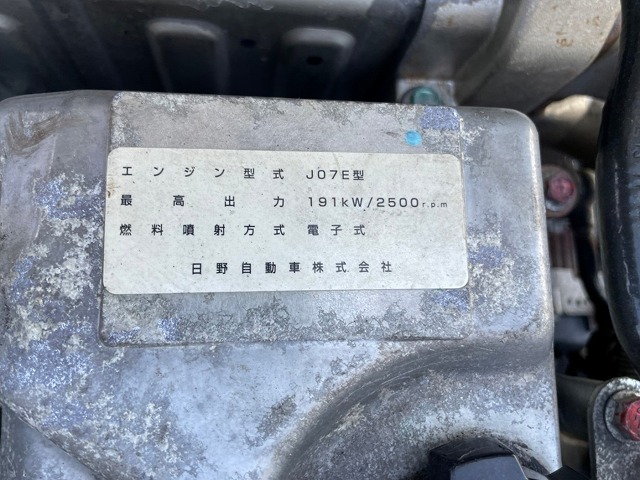 エンジン型式 J07E型
最高出力 191kW/2500r.p.m
燃料噴射方式 電子式
日野自動車株式会社